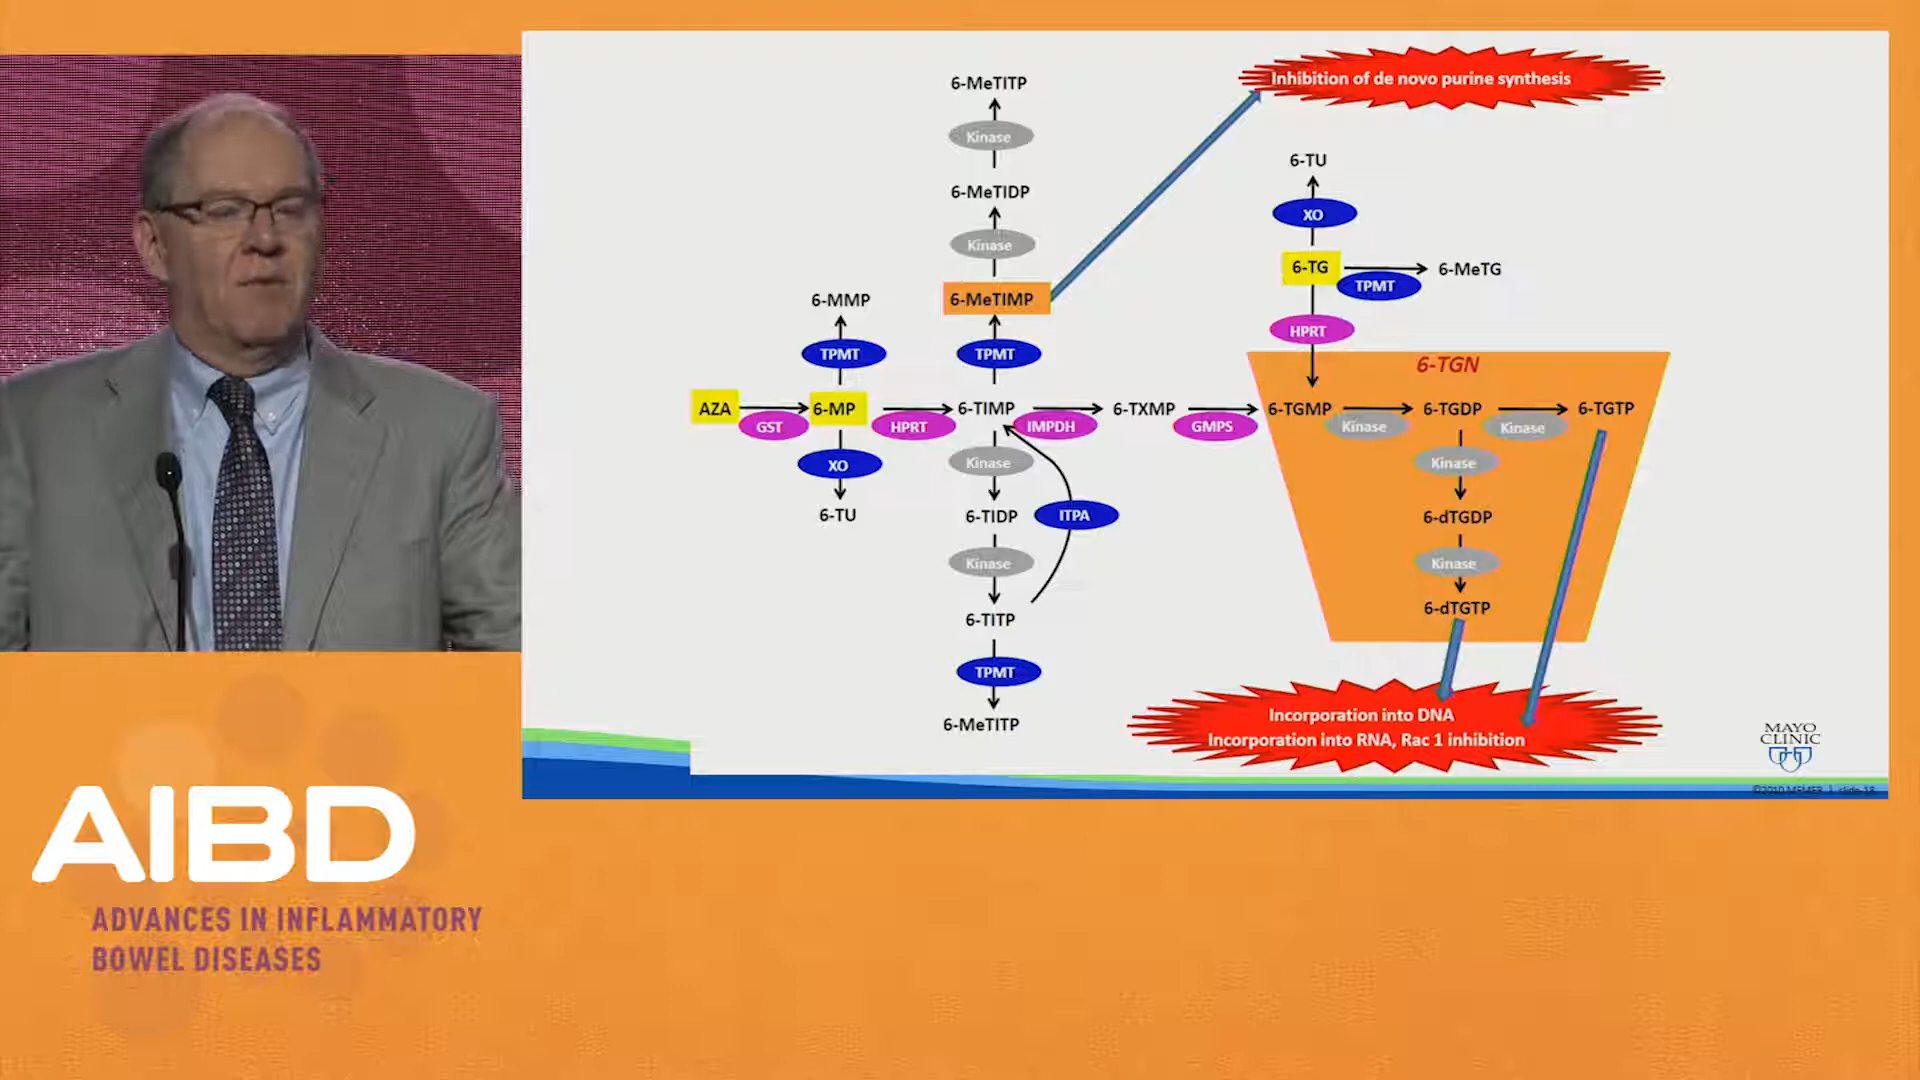 6-MeTITP
Inhibition of de novo purine synthesis
Kinase
6-TU
6-MeTIDP
XO
Kinase
6-TG
6-MeTG
TPMT
6-MMP
6-MeTIMP
HPRT
TPMT
TPMT
6-TGN
AZA
6-MP
6-TIMP
6-TXMP
6-TGMP
6-TGDP
6-TGTP
GST
HPRT
IMPDH
GMPS
Kinase
Kinase
XO
Kinase
Kinase
6-TU
6-TIDP
ITPA
6-dTGDP
Kinase
Kinase
6-TITP
6-dTGTP
TPMT
6-MeTITP
Incorporation into DNA
Incorporation into RNA, Rac 1 inhibition
MAYO
CLINIC
©2010 MFMER | slide-18
AIBD
ADVANCES IN INFLAMMATORY
BOWEL DISEASES